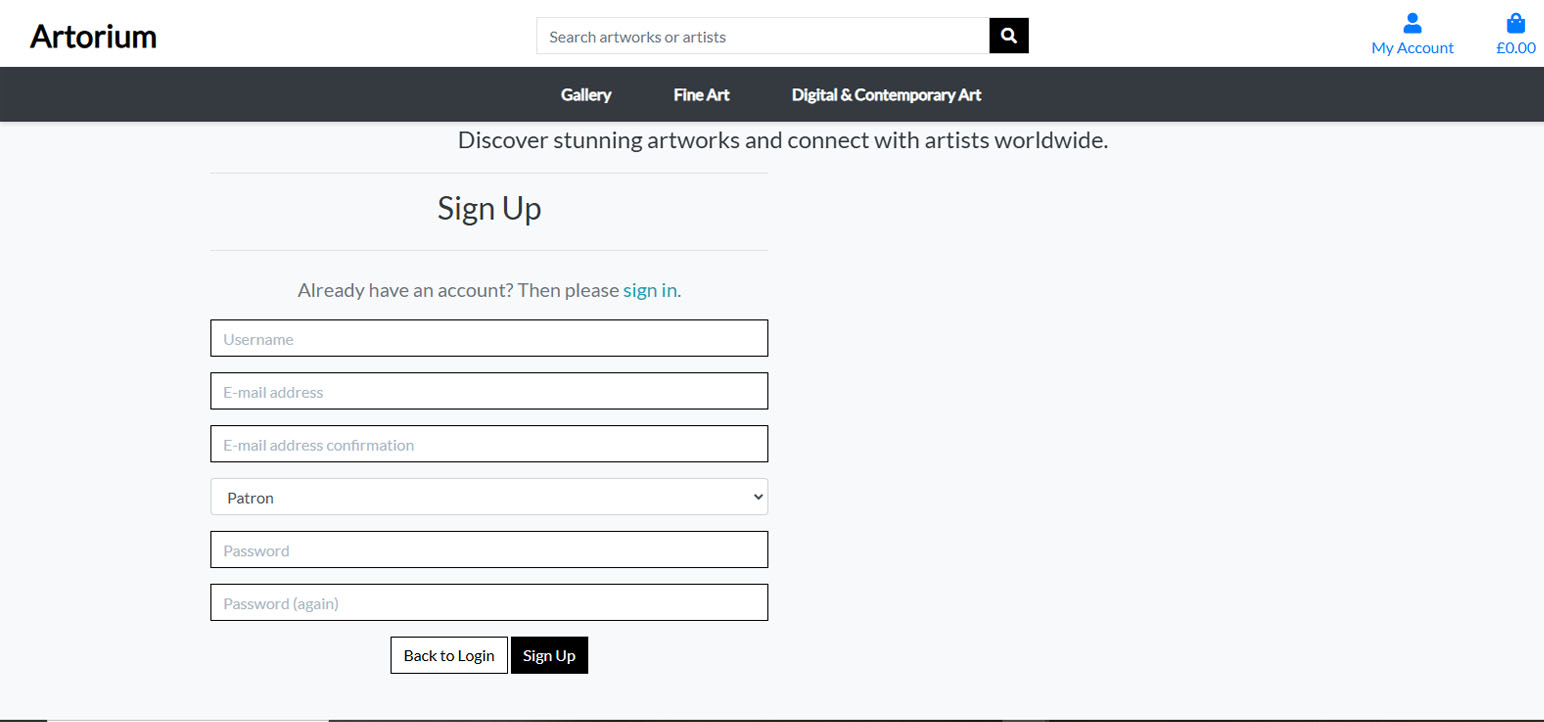 Artorium
Search artworks or artists
My Account
£0.00
Gallery Fine Art Digital & Contemporary Art
Discover stunning artworks and connect with artists worldwide.
Sign Up
Already have an account? Then please sign in.
Username
E-mail address
E-mail address confirmation
Patron
Password
Password (again)
Back to Login Sign Up